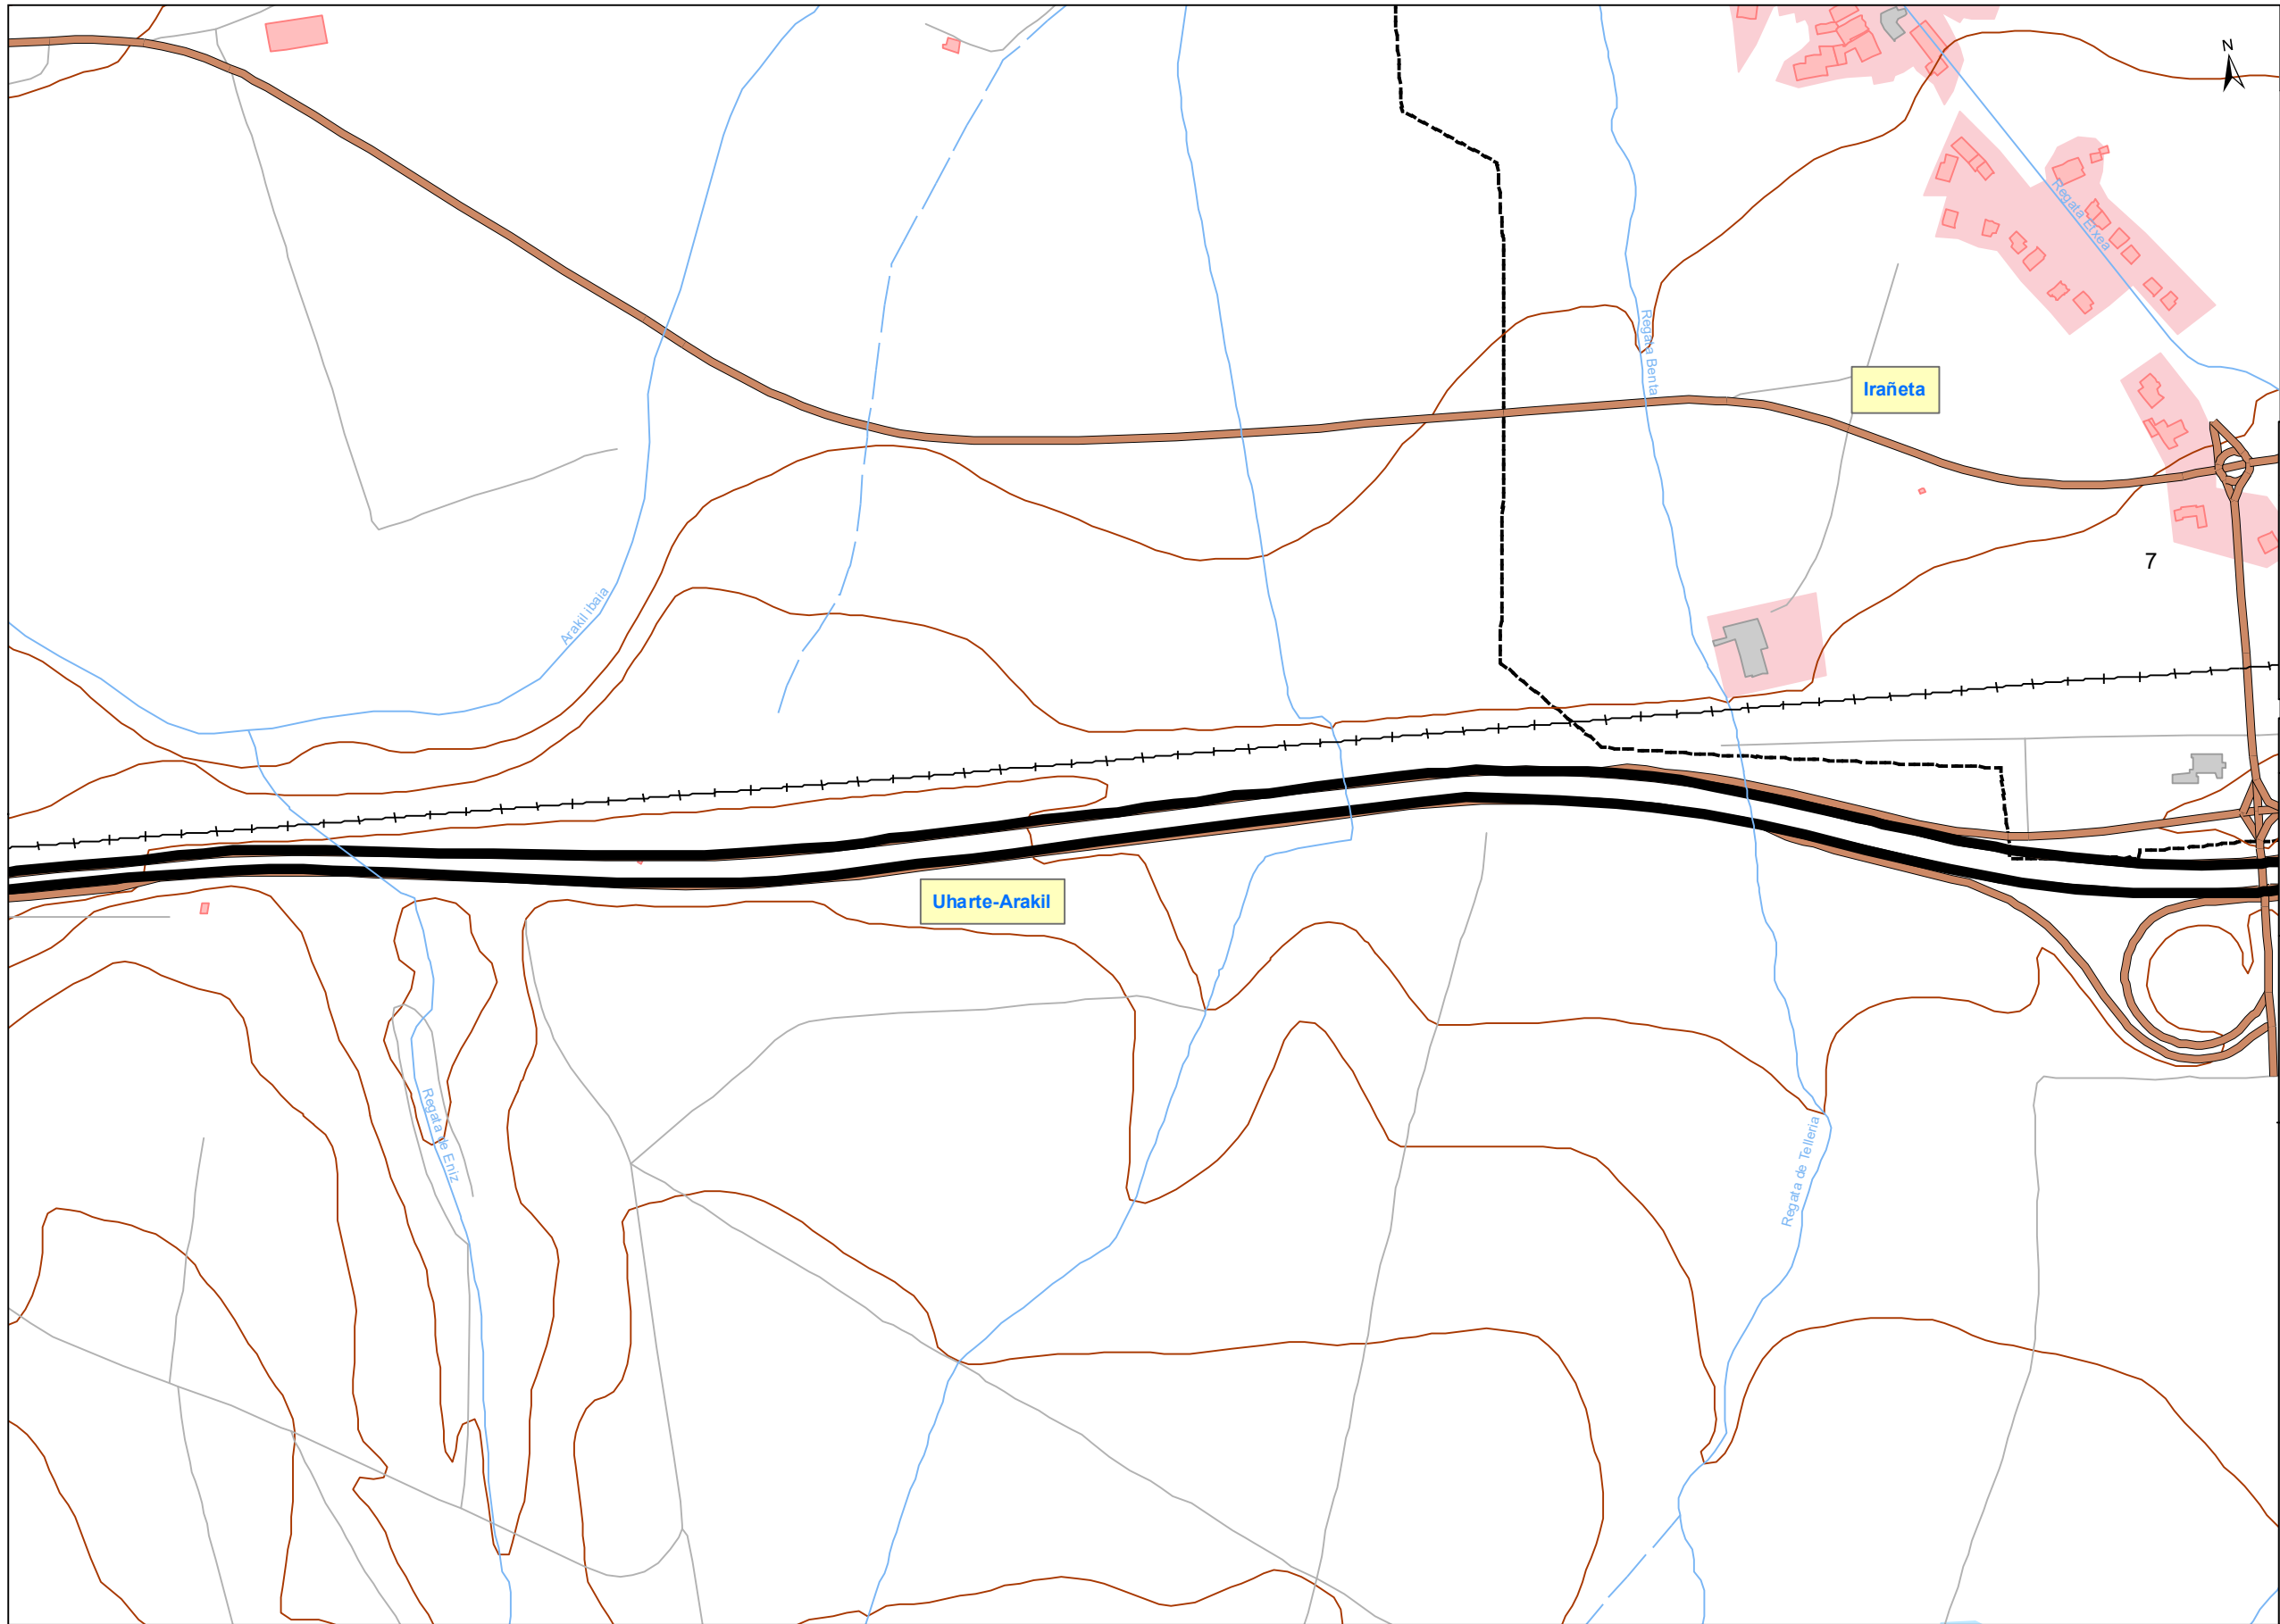 N
Regata Etxea
Regata Benta
Irañeta
7
Arakil ibaia
Uharte-Arakil
Regata de Eniz
Regata de Telleria